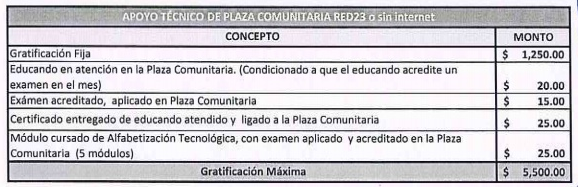 APOYO TÉCNICO DE PLAZA COMUNITARIA RED23 o sin internet
CONCEPTO MONTO
Gratificación Fija $ 1,250.00
Educando en atención en la Plaza Comunitaria. (Condicionado a que el educando acredite un
examen en el mes) $ 20.00
Exámen acreditado, aplicado en Plaza Comunitaria $ 15.00
Certificado entregado de educando atendido y ligado a la Plaza Comunitaria $ 25.00
Módulo cursado de Alfabetización Tecnológica, con examen aplicado y acreditado en la Plaza
Comunitaria (5 módulos) $ 25.00
Gratificación Máxima $ 5,500.00